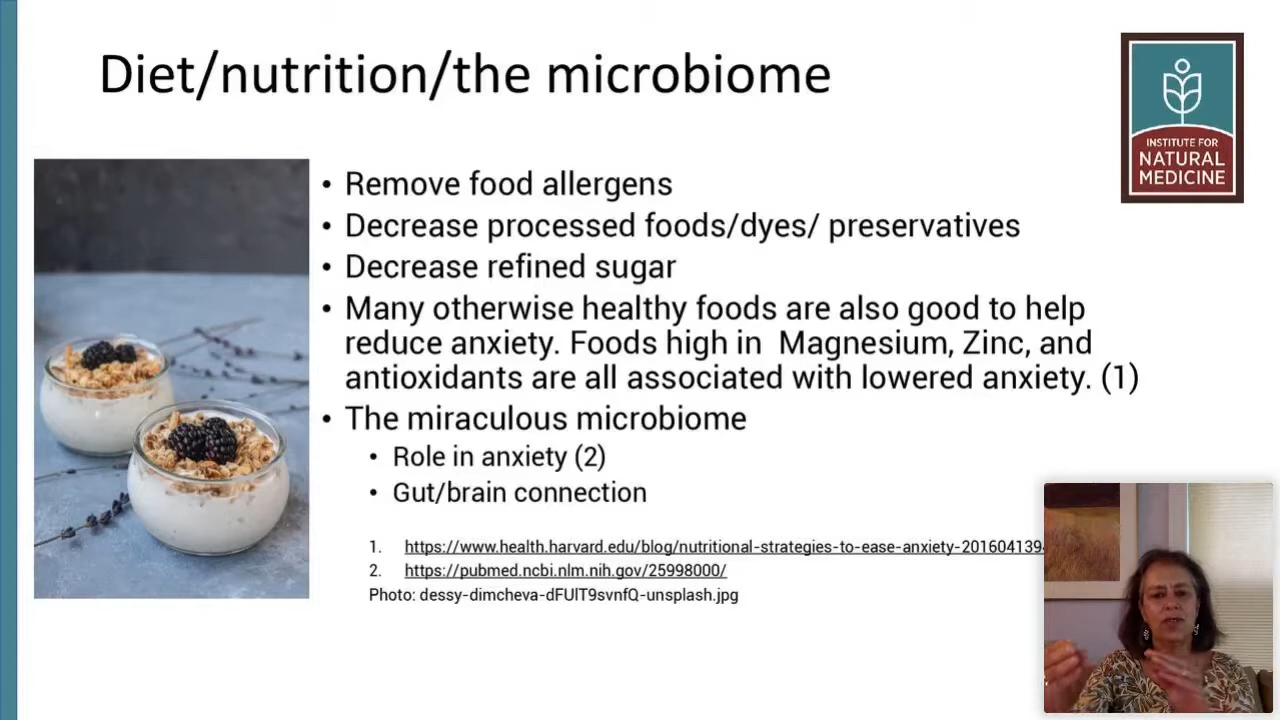 Diet/nutrition/the microbiome
INSTITUTE FOR
NATURAL
MEDICINE
• Remove food allergens
• Decrease processed foods/dyes/ preservatives
• Decrease refined sugar
• Many otherwise healthy foods are also good to help
reduce anxiety. Foods high in  Magnesium, Zinc, and
antioxidants are all associated with lowered anxiety. (1)
• The miraculous microbiome
• Role in anxiety (2)
• Gut/brain connection
1. https://www.health.harvard.edu/blog/nutritional-strategies-to-ease-anxiety-201604139
2. https://pubmed.ncbi.nlm.nih.gov/25998000/
Photo: dessy-dimcheva-dFUlT9svnfQ-unsplash.jpg